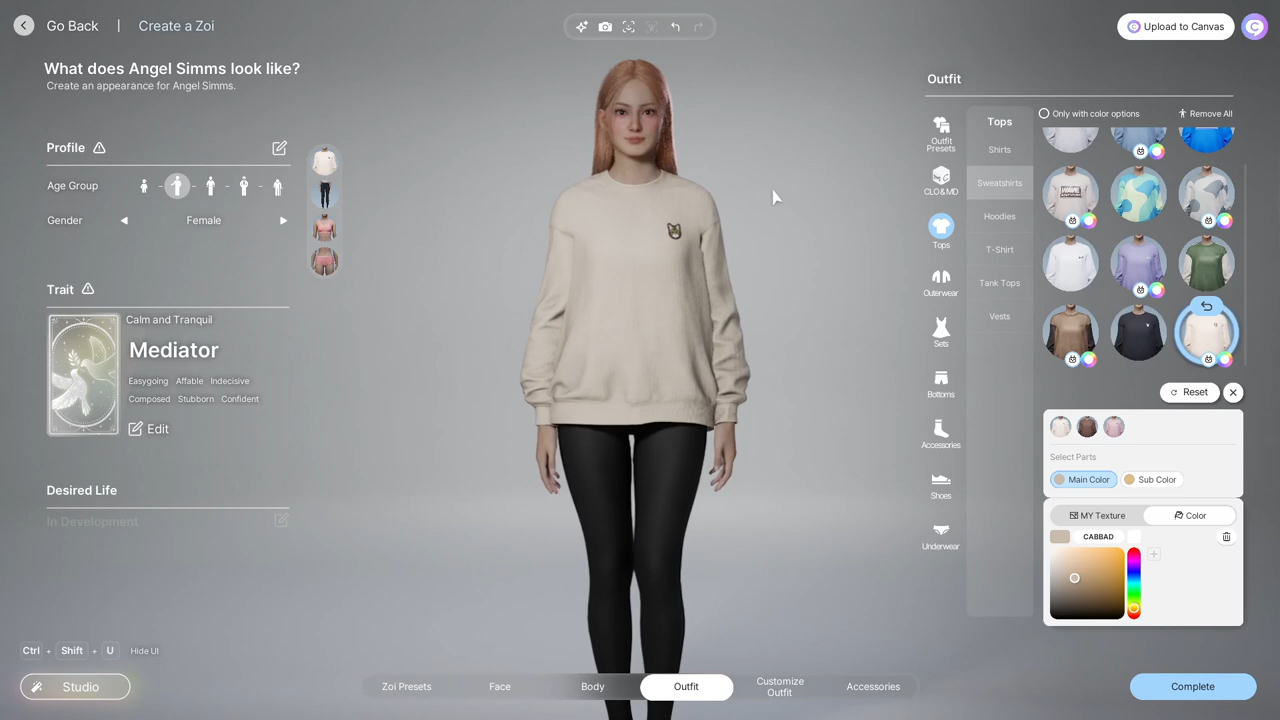 Go Back | Create a Zoi
Upload to Canvas
What does Angel Simms look like?
Create an appearance for Angel Simms.
Profile
Age Group
Gender
Female
Trait
Calm and Tranquil
Mediator
Easygoing Affable Indecisive
Composed Stubborn Confident
Edit
Desired Life
In Development
Ctrl + Shift + U Hide UI
Studio
Zoi Presets
Face
Body
Outfit
Customize
Outfit
Accessories
Complete
Outfit
Outfit
Presets
CLO&MD
Tops
Outerwear
Sets
Bottoms
Accessories
Shoes
Underwear
Tops
Shirts
Sweatshirts
Hoodies
T-Shirt
Tank Tops
Vests
Only with color options
Remove All
Reset
Select Parts
Main Color
Sub Color
MY Texture
Color
CABBAD